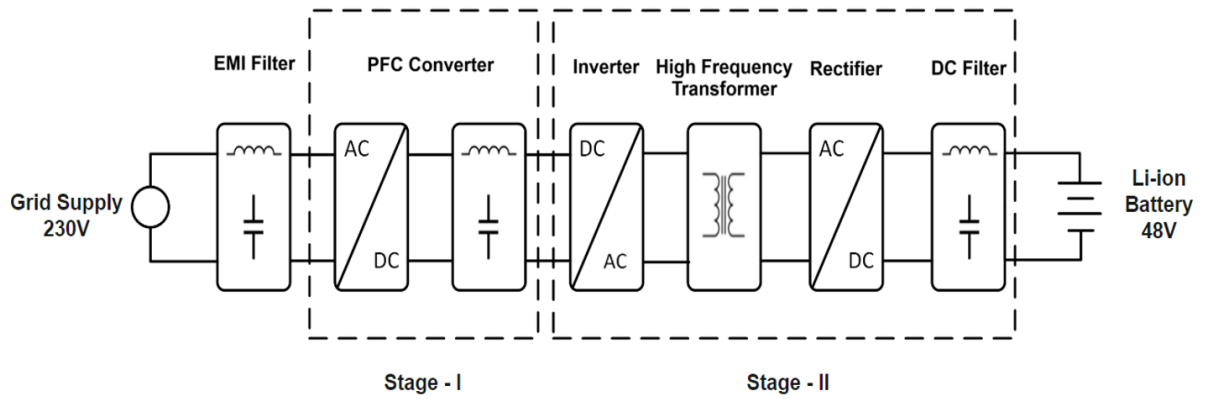 EMI Filter
PFC Converter
Inverter
High Frequency
Transformer
Rectifier
DC Filter
Grid Supply
230V
AC
DC
DC
AC
AC
DC
Li-ion
Battery
48V
Stage - I
Stage - II